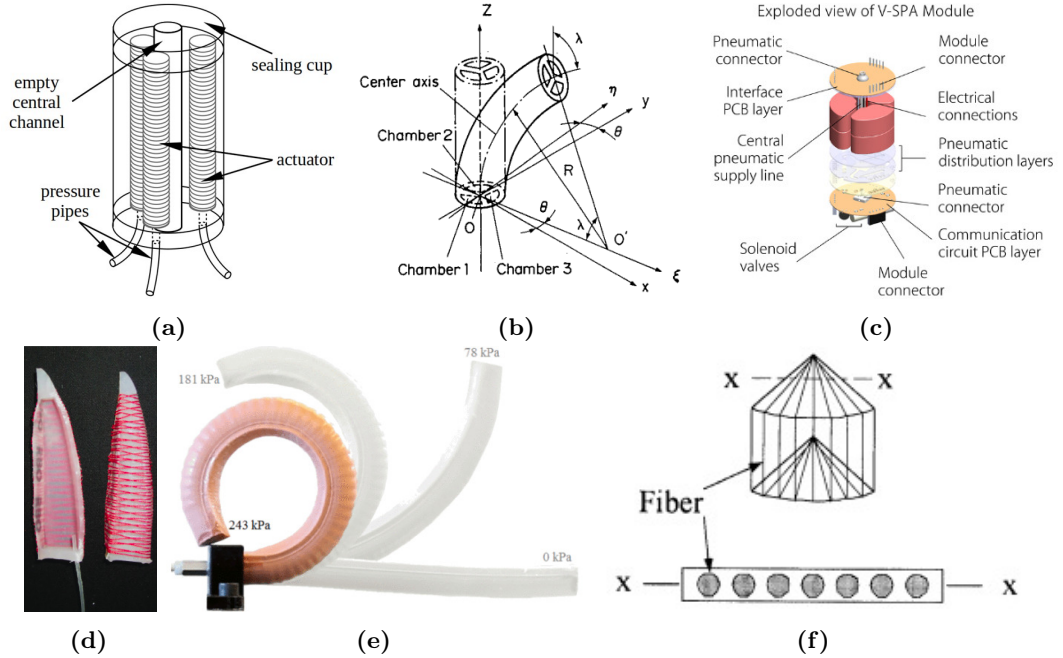 empty
central
channel
sealing cup
actuator
pressure
pipes
(a)
Z
λ
Center axis
η
y
θ
Chamber 2
R
θ
λ
O
O'
Chamber 1
Chamber 3
x
ξ
(b)
Exploded view of V-SPA Module
Pneumatic
connector
Module
connector
Interface PCB layer
Electrical
connections
Central
pneumatic
supply line
Pneumatic
distribution layers
Pneumatic
connector
Solenoid
valves
Communication
circuit PCB layer
Module
connector
(c)
(d)
181 kPa
78 kPa
243 kPa
0 kPa
(e)
X
X
Fiber
X
X
(f)